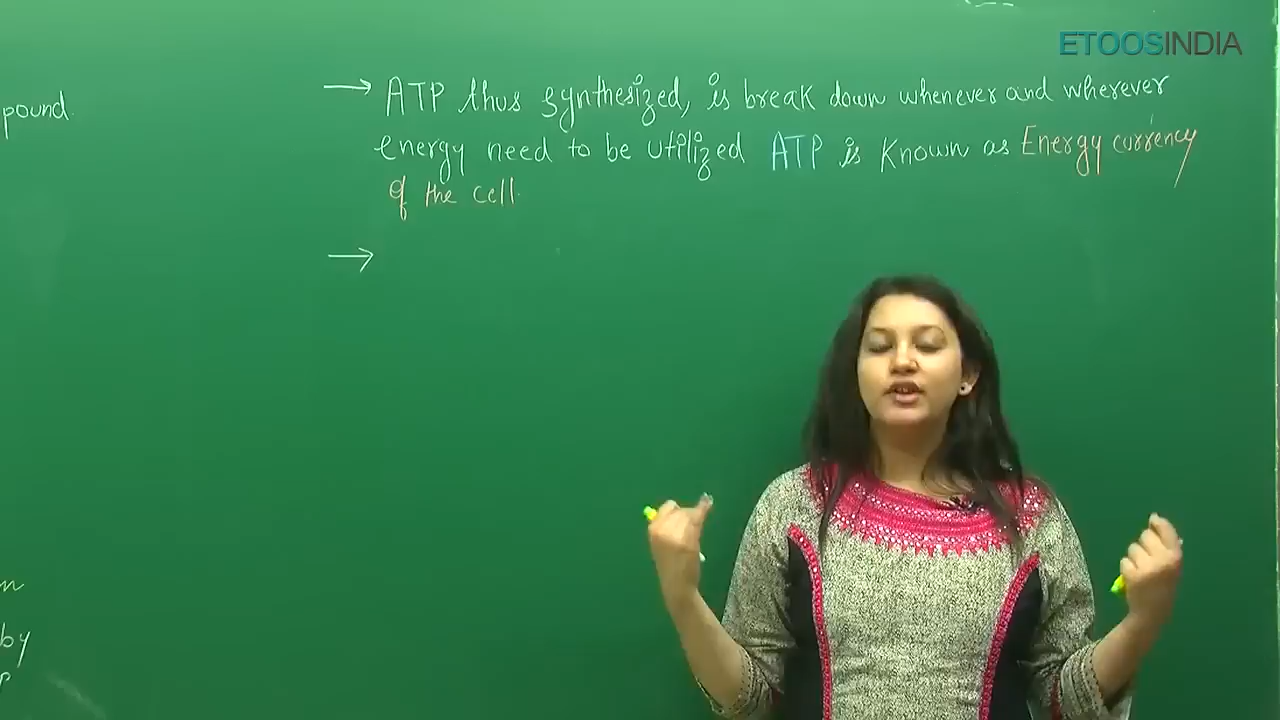 ETOOSINDIA
pound.
→ ATP thus synthesized, is break down whenever and wherever
energy need to be utilized ATP is known as Energy currency
of the cell.
→
by